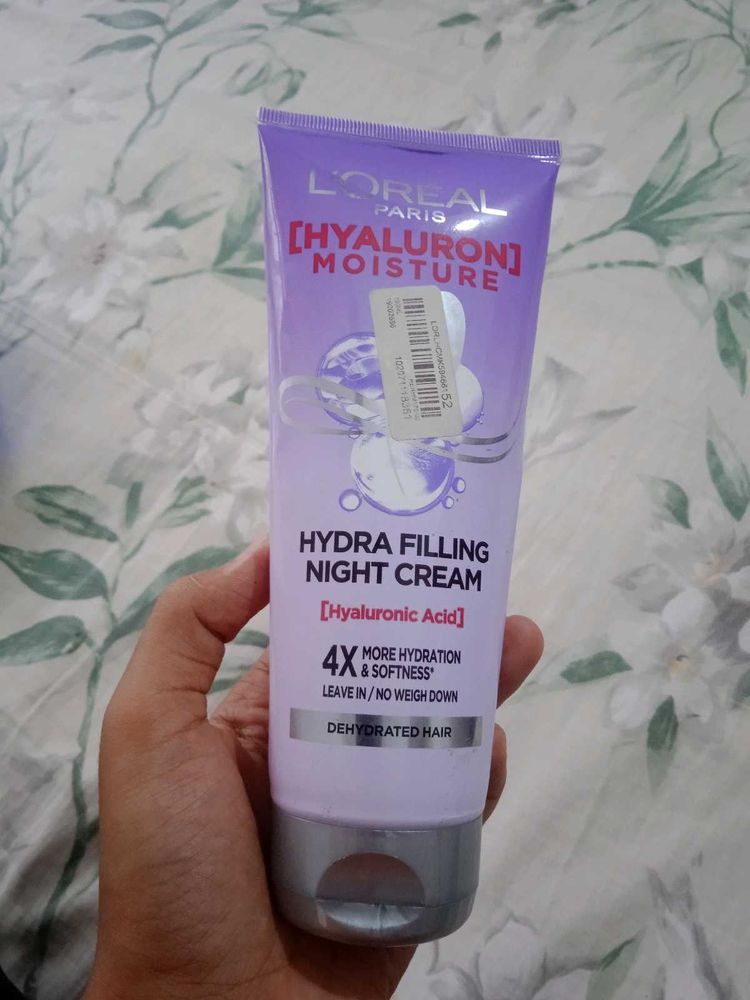 L'ORÉAL
PARIS
[HYALURON]
MOISTURE
HYDRA FILLING
NIGHT CREAM
[Hyaluronic Acid]
4X MORE HYDRATION
& SOFTNESS*
LEAVE IN / NO WEIGH DOWN
DEHYDRATED HAIR